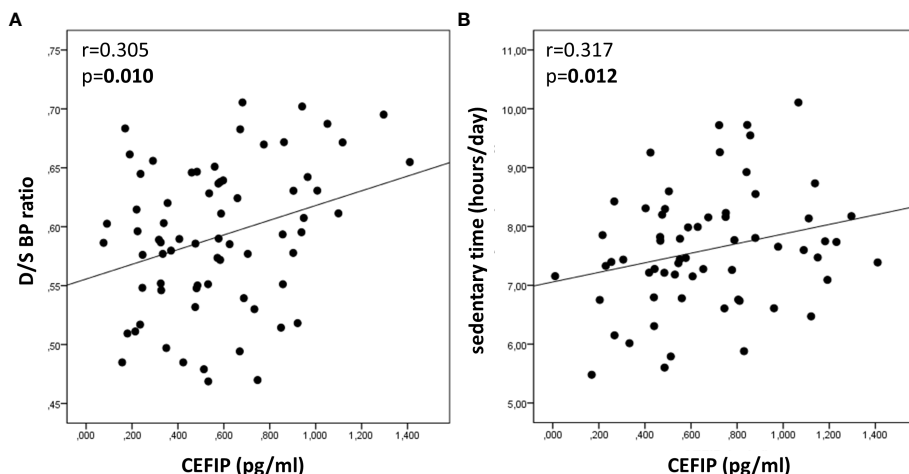 A
r=0.305
p=0.010
D/S BP ratio
,75
,70
,65
,60
,55
,50
,45
,000 ,200 ,400 ,600 ,800 1,000 1,200 1,400
CEFIP (pg/ml)
B
r=0.317
p=0.012
sedentary time (hours/day)
11,00
10,00
9,00
8,00
7,00
6,00
5,00
,000 ,200 ,400 ,600 ,800 1,000 1,200 1,400
CEFIP (pg/ml)